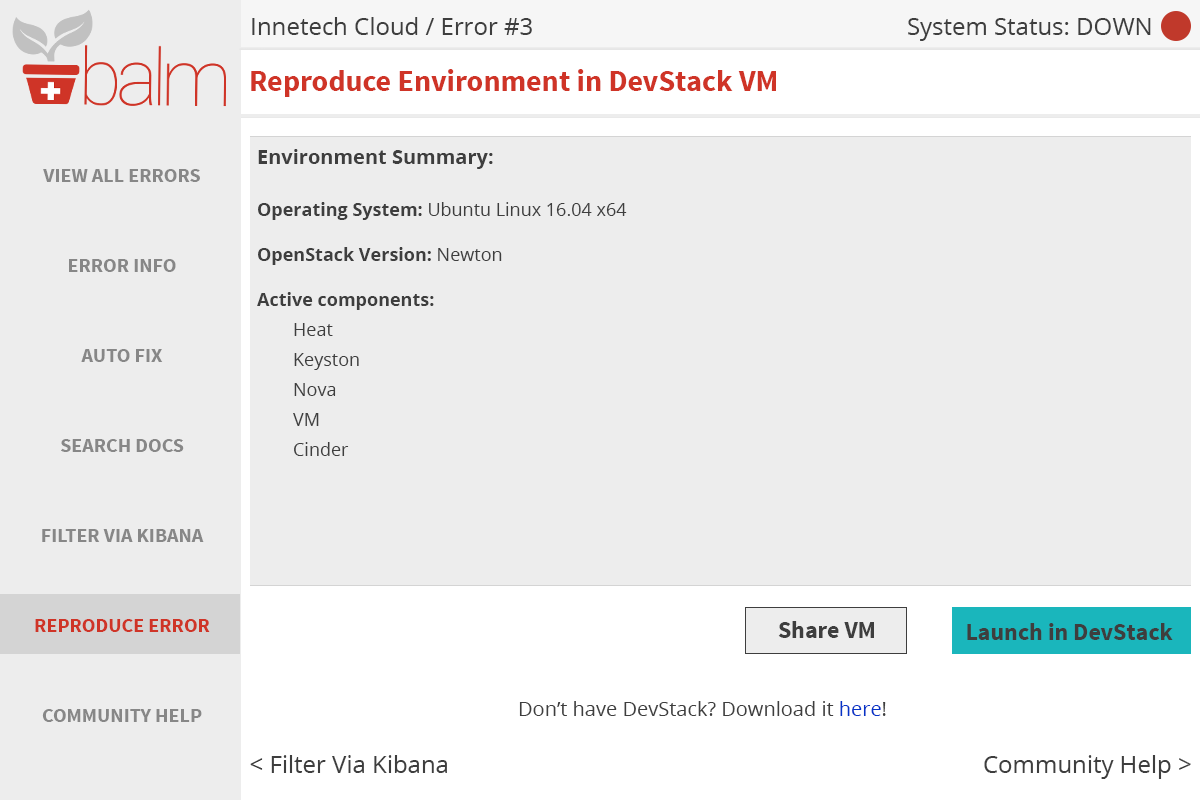 balm
VIEW ALL ERRORS
ERROR INFO
AUTO FIX
SEARCH DOCS
FILTER VIA KIBANA
REPRODUCE ERROR
COMMUNITY HELP
Innetech Cloud / Error #3
System Status: DOWN
Reproduce Environment in DevStack VM
Environment Summary:
Operating System: Ubuntu Linux 16.04 x64
OpenStack Version: Newton
Active components:
Heat
Keyston
Nova
VM
Cinder
Share VM
Launch in DevStack
Don’t have DevStack? Download it here!
< Filter Via Kibana
Community Help >